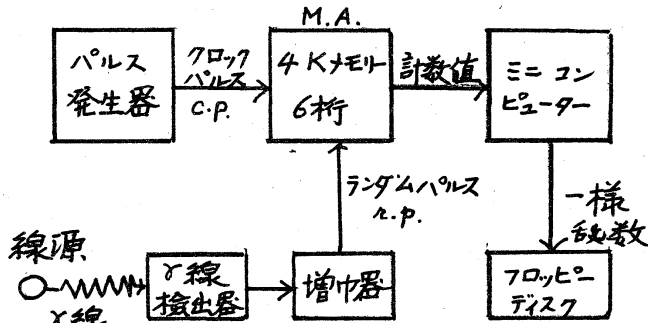 M.A.
パルス
発生器
クロック
パルス
C.P.
4Kメモリー
6桁
計数値
ミニコン
ピューター
ランダムパルス
r.p.
一様
乱数
線源
γ線
γ線
検出器
増巾器
フロッピー
ディスク